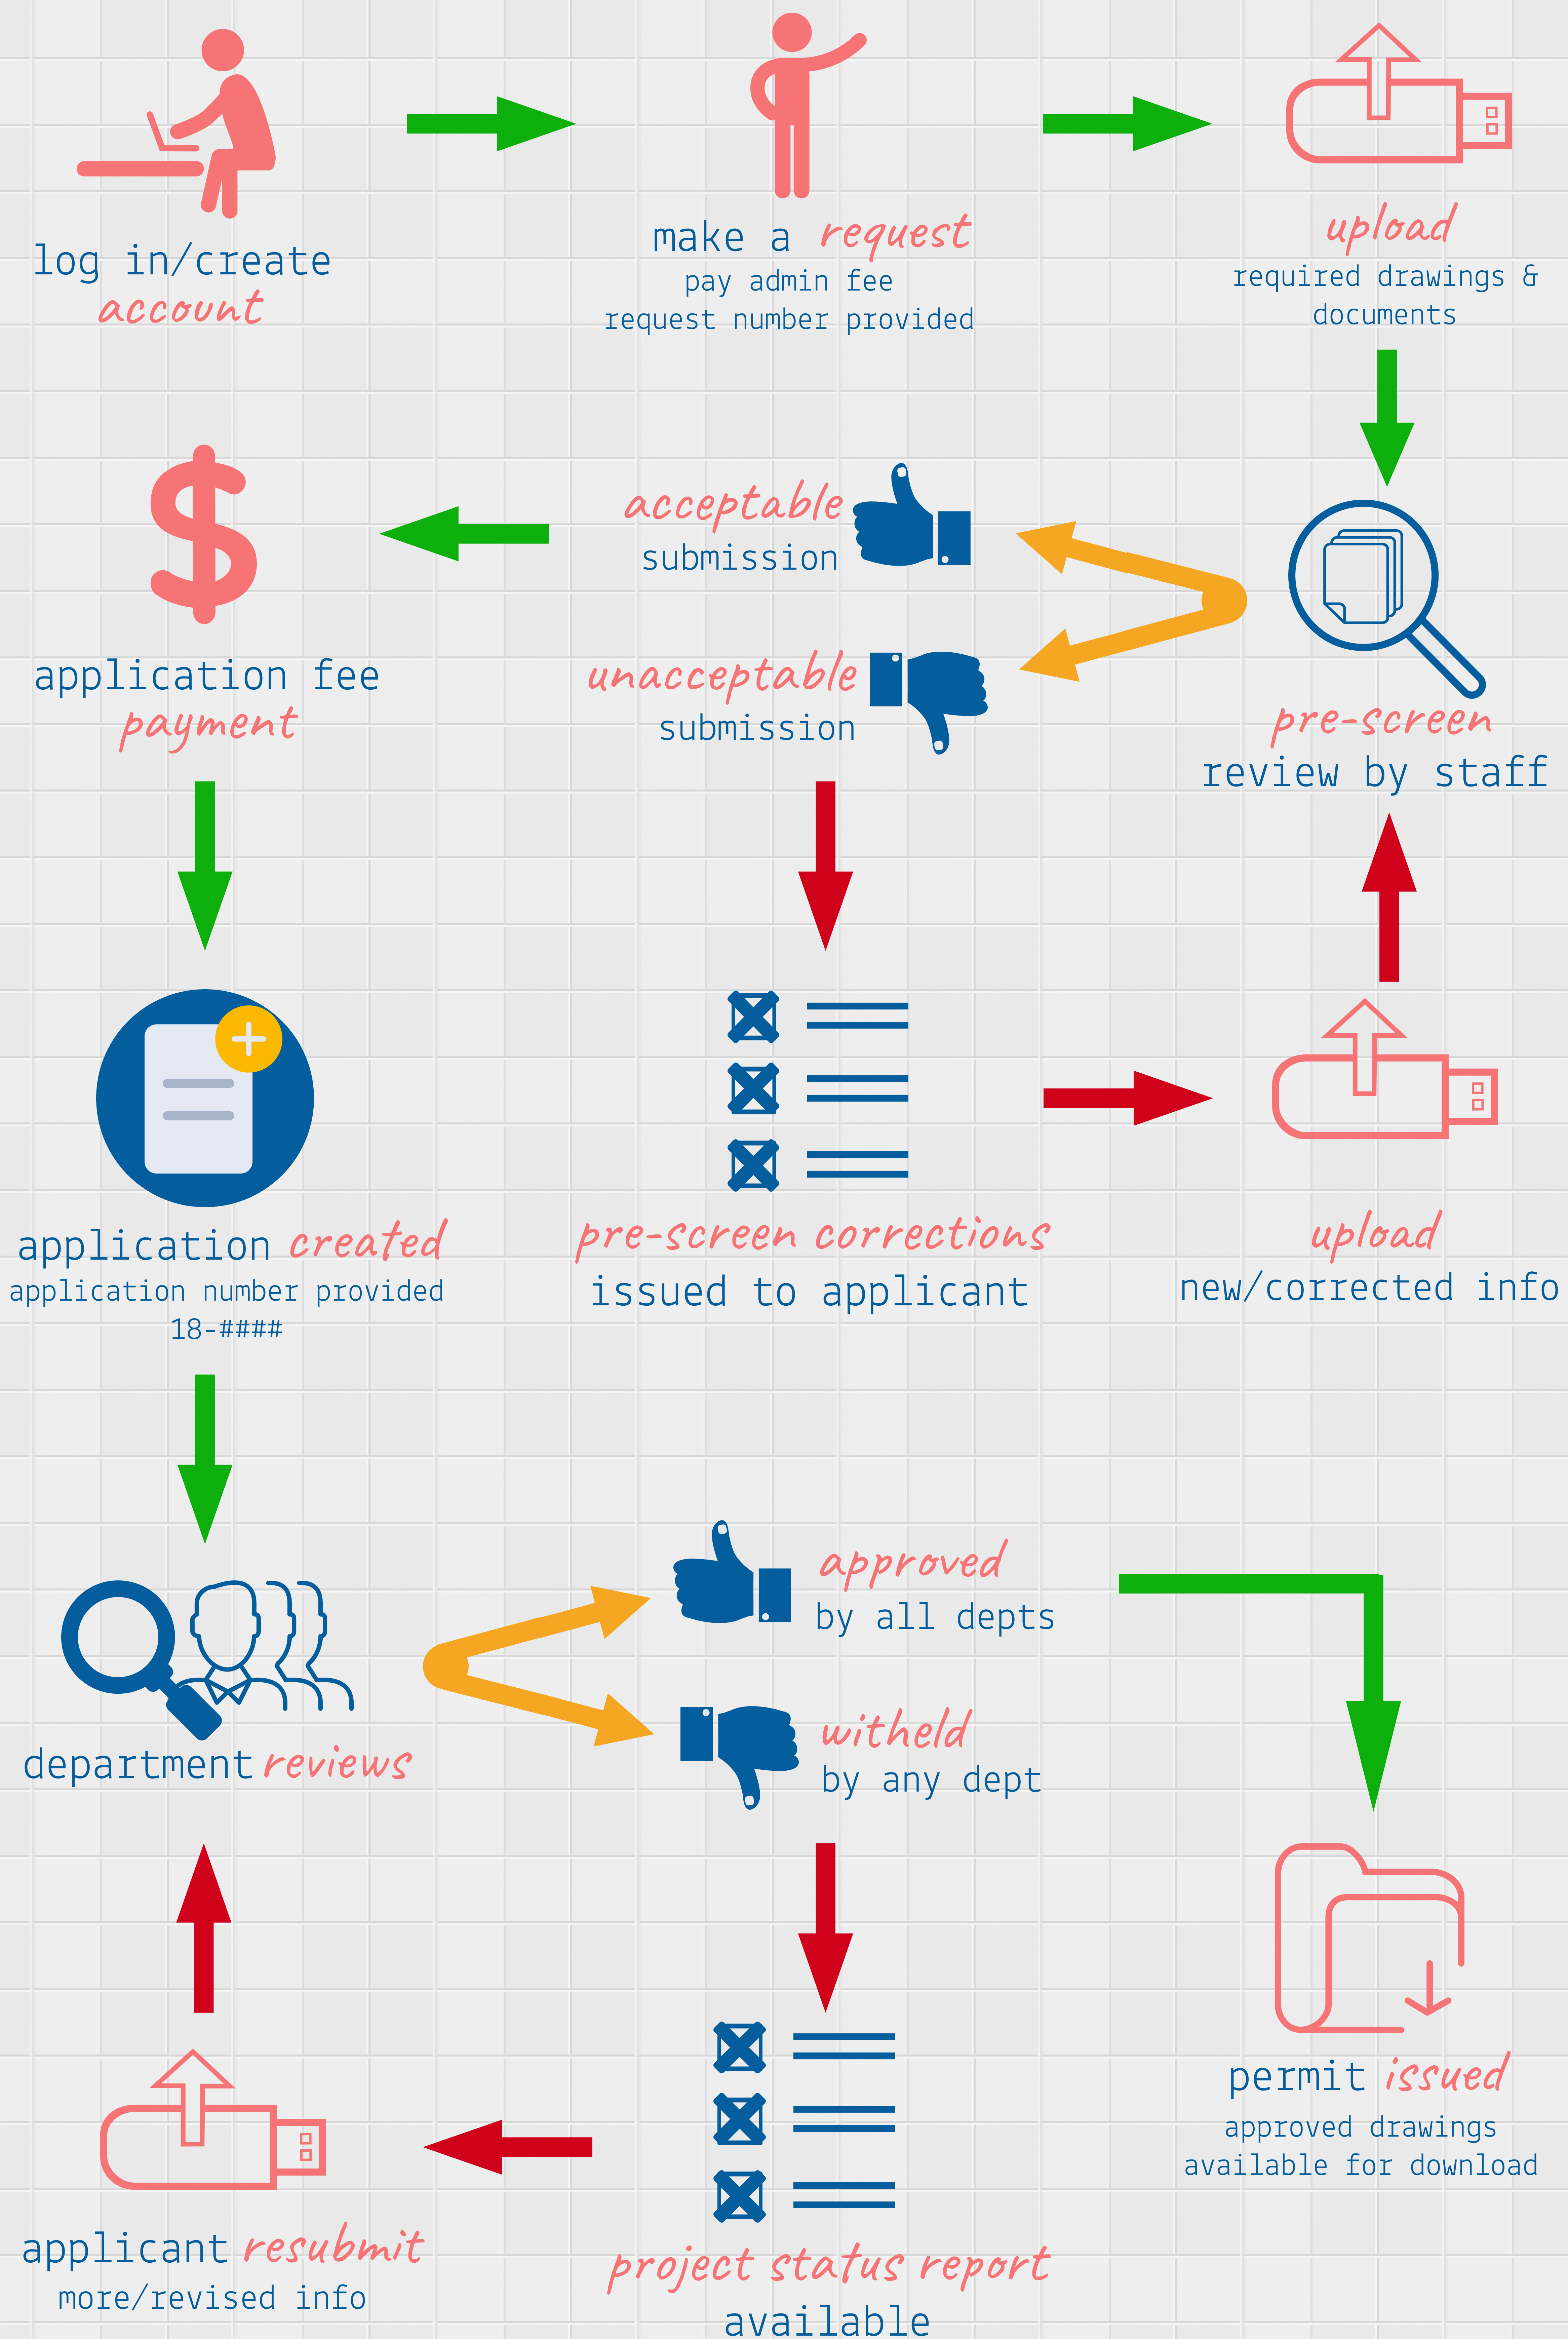 log in/create
account
make a request
pay admin fee
request number provided
upload
required drawings &
documents
application fee
payment
acceptable
submission
unacceptable
submission
pre-screen
review by staff
application created
application number provided
18-####
pre-screen corrections
issued to applicant
upload
new/corrected info
department reviews
approved
by all depts
witheld
by any dept
permit issued
approved drawings
available for download
applicant resubmit
more/revised info
project status report
available